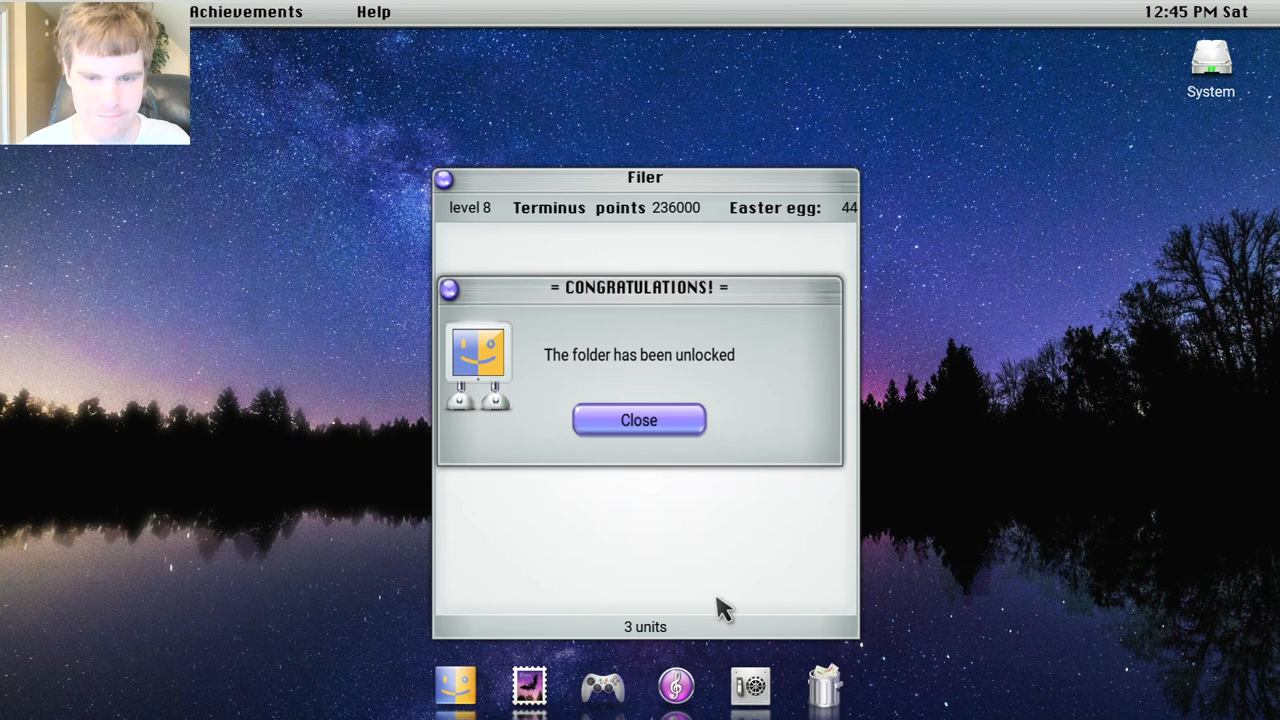 Achievements Help 12:45 PM Sat
System
Filer
level 8 Terminus points 236000 Easter egg: 44
= CONGRATULATIONS! =
The folder has been unlocked
Close
3 units